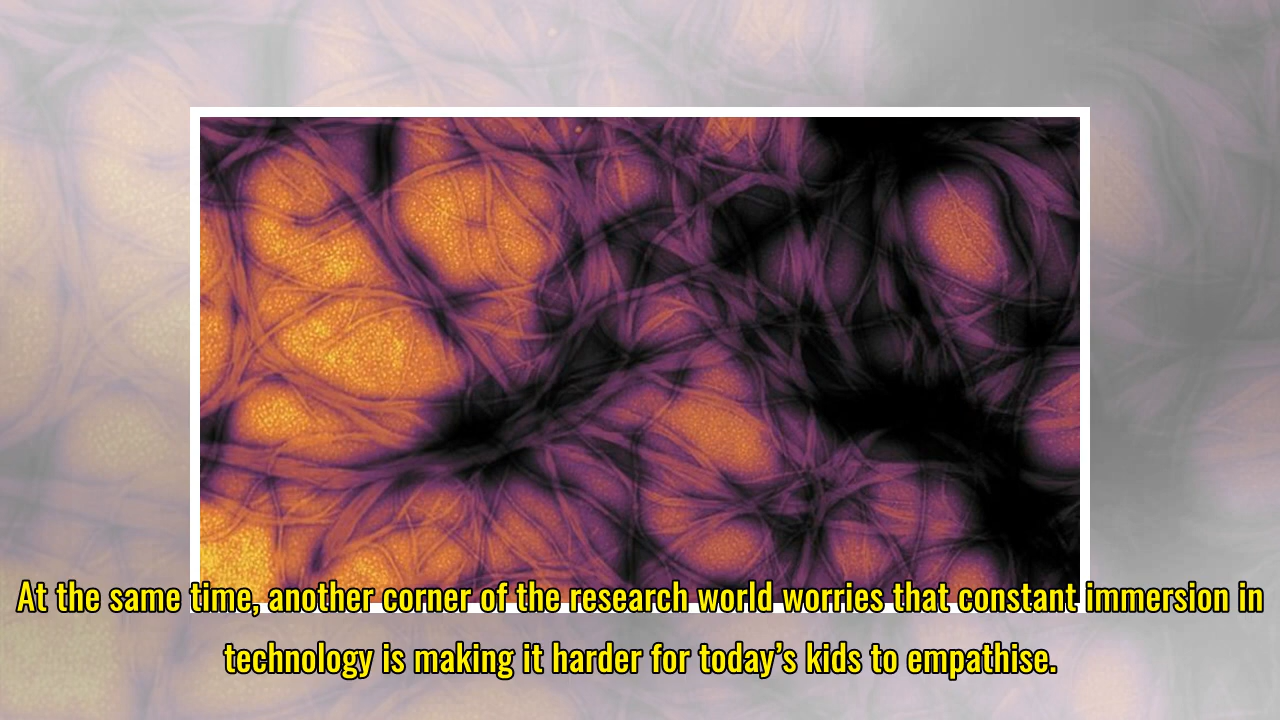 At the same time, another corner of the research world worries that constant immersion in
technology is making it harder for today’s kids to empathise.